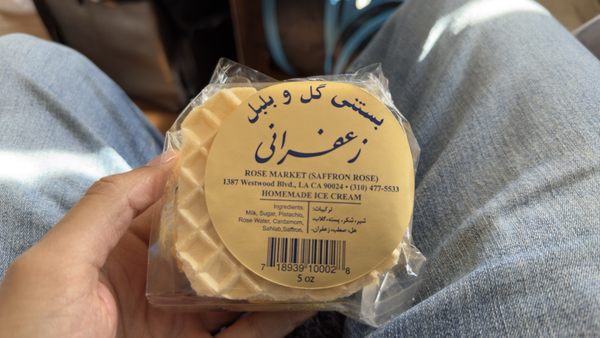 بستنی گل و بلبل
زعفرانی
ROSE MARKET (SAFFRON ROSE)
1387 Westwood Blvd., LA CA 90024 • (310) 477-5533
HOMEMADE ICE CREAM
Ingredients:
Milk, Sugar, Pistachio,
Rose Water, Cardamom,
Sahlab,Saffron,
ترکیبات:
شیر، شکر، پسته، گلاب،
هل، صعلب، زعفران،
7 18939 10002 8
5 oz